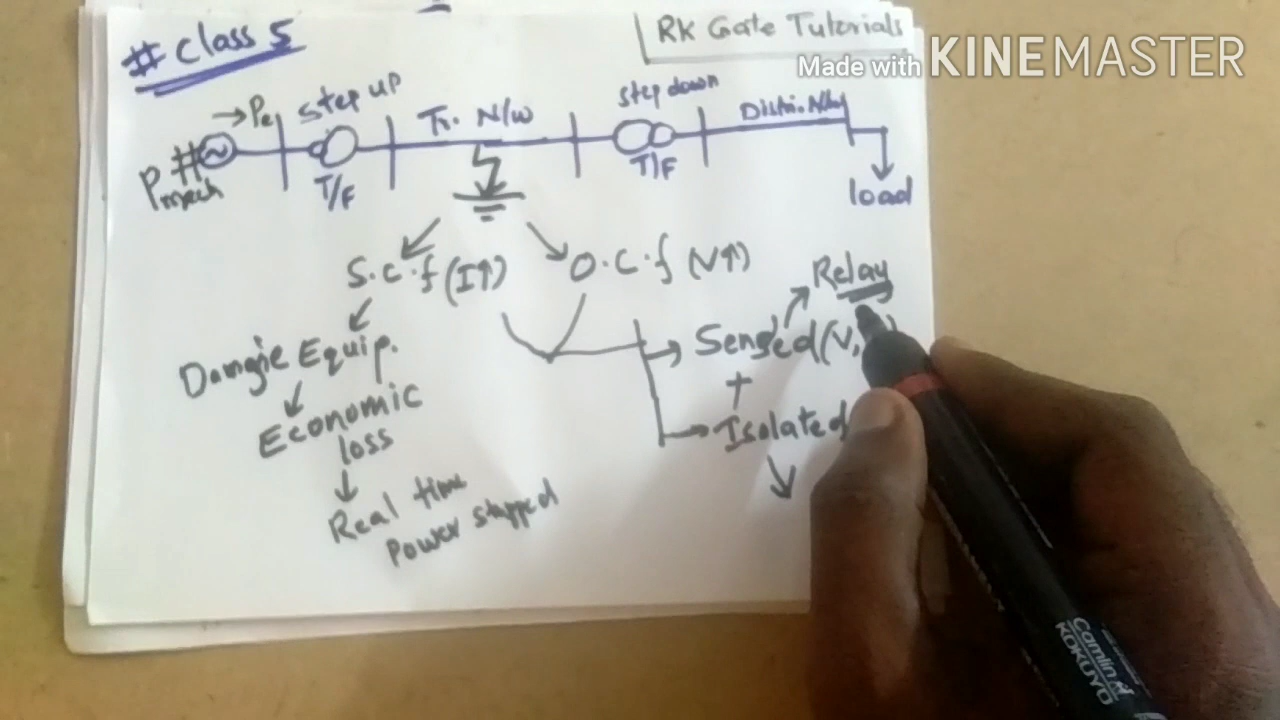 # Class 5
RK Gate Tutorials
Made with KINEMASTER
→Pe
step up
Tr. N/W
step down
Distri. N/w
Pmech
T/F
T/F
load
S.C.f (I↑)
O.C.f (V↑)
Relay
Damgie Equip.
Sensed (V,
+
Economic
loss
Isolated
Real time
Power stopped
Camlin
KOKUYO